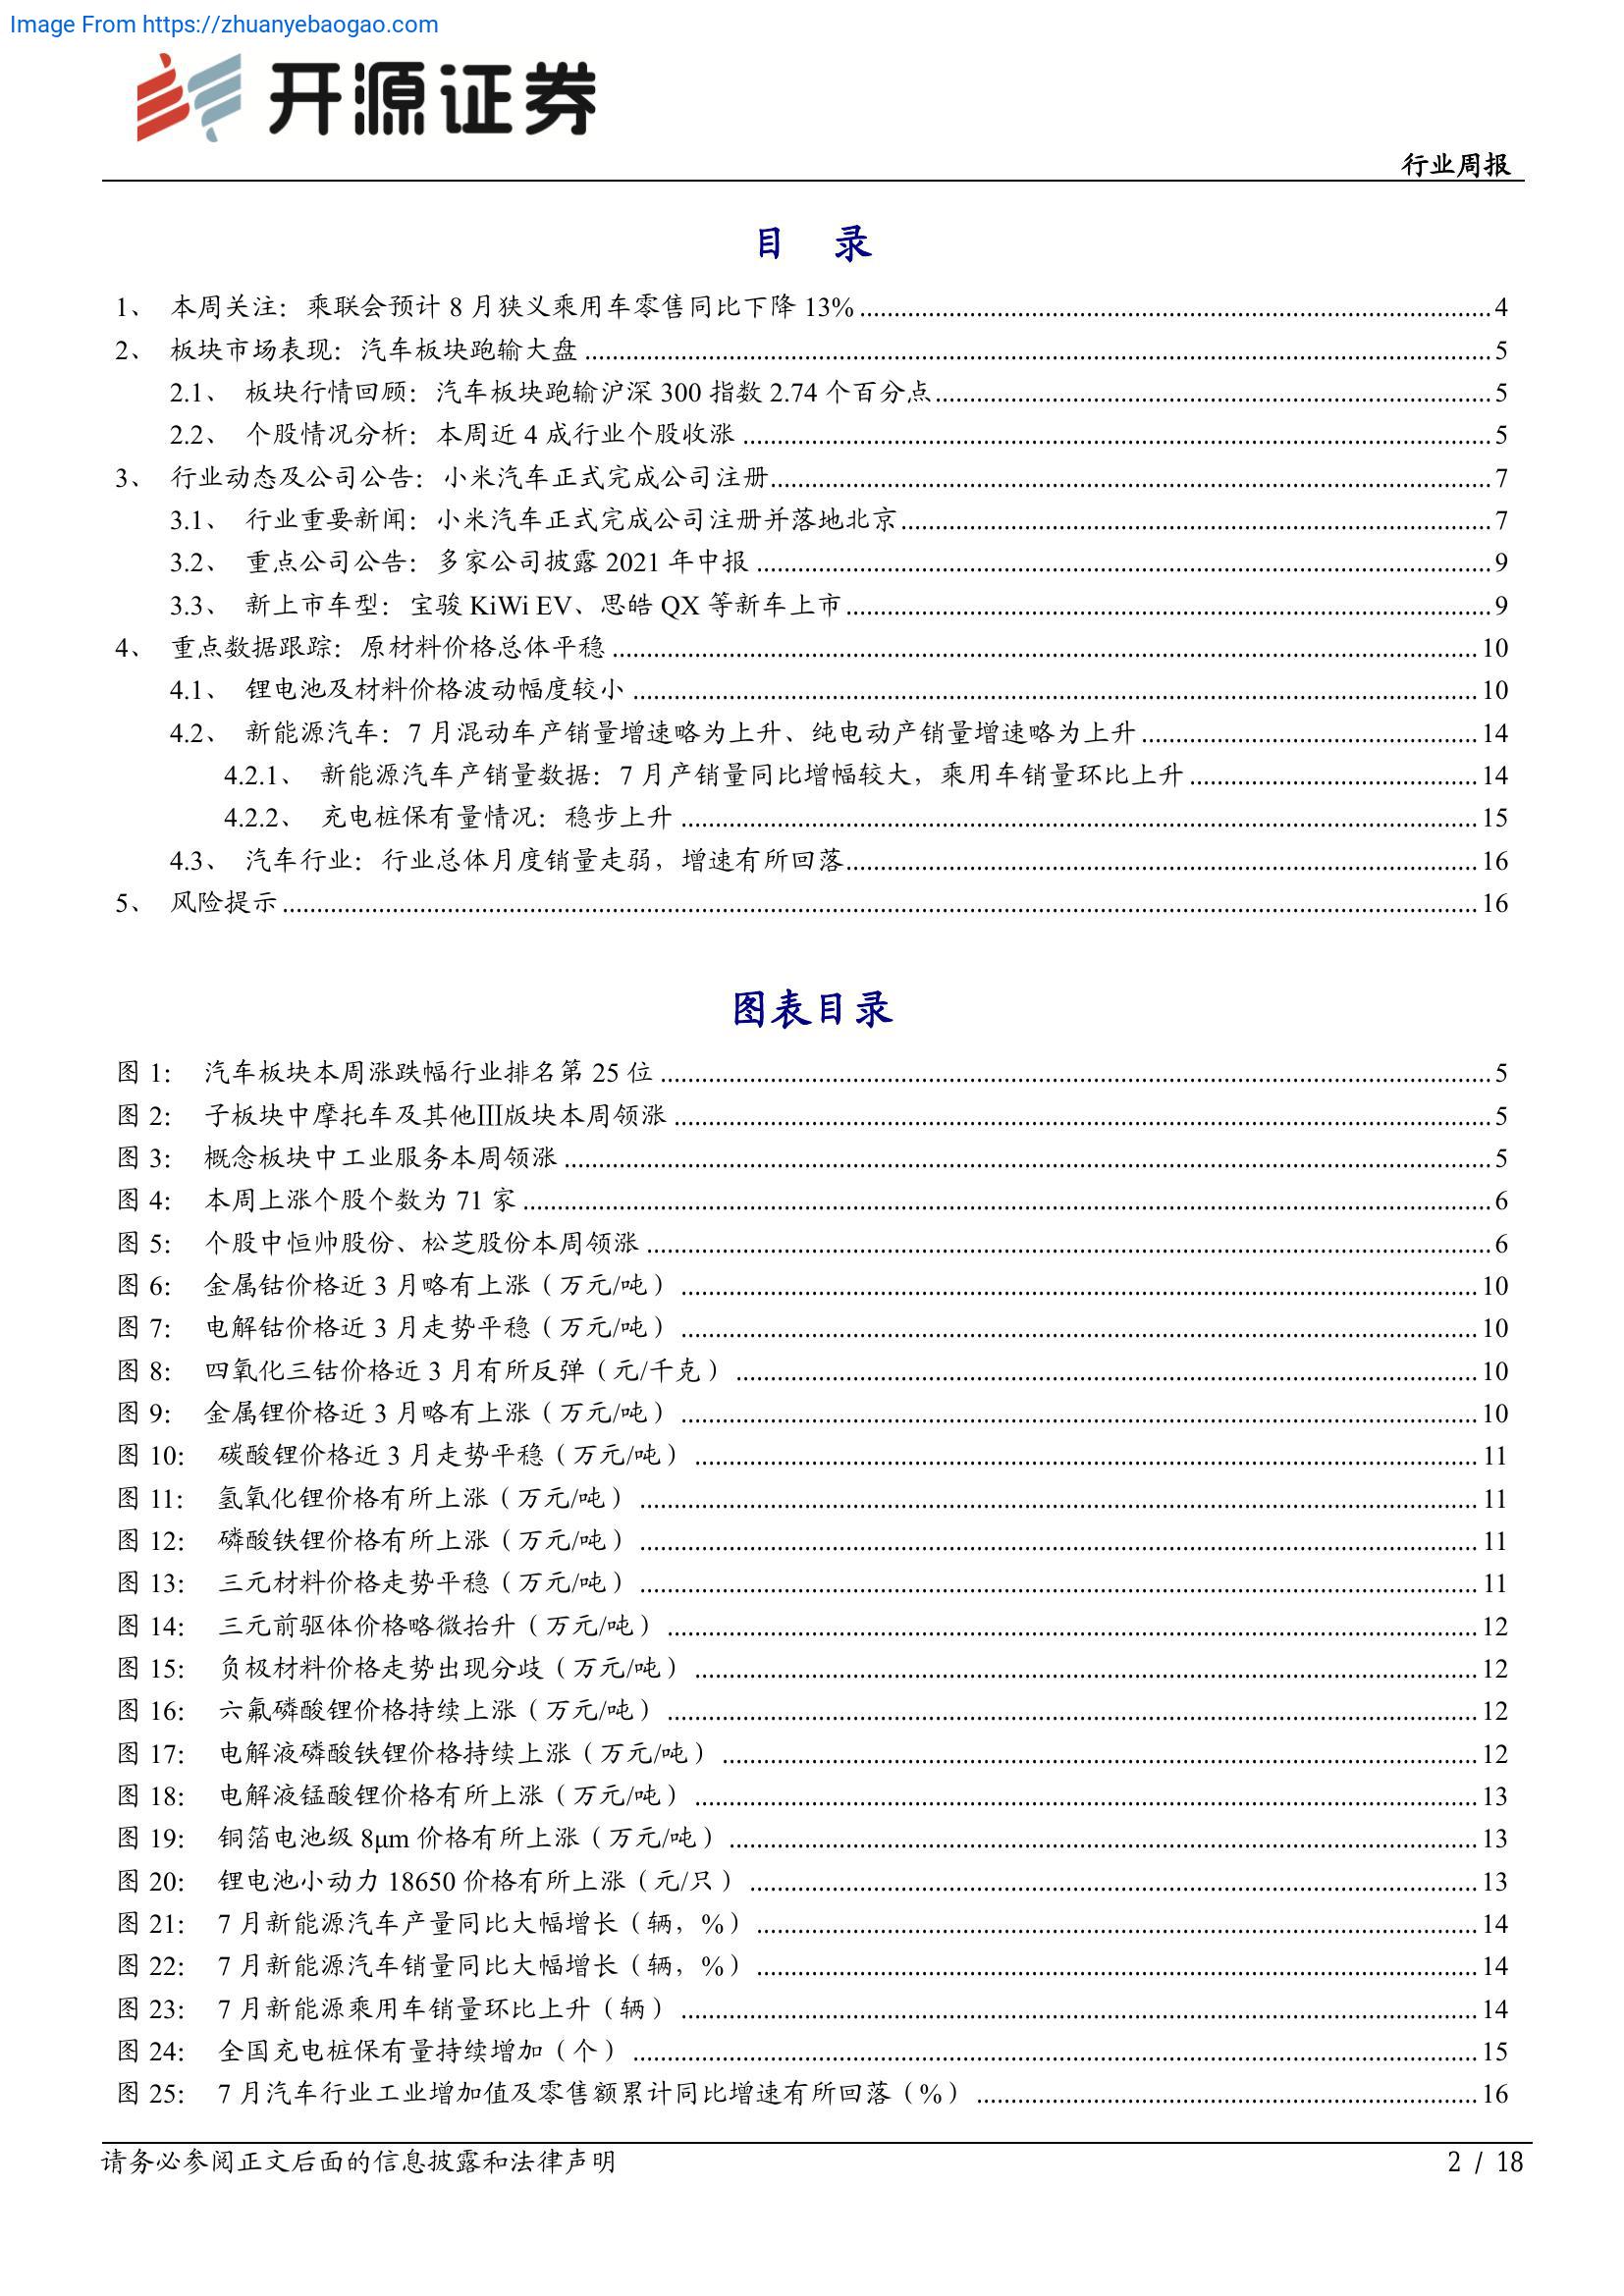 Image From https://zhuanyebaogao.com
开源证券
行业周报
目 录
1、 本周关注：乘联会预计 8 月狭义乘用车零售同比下降 13% ........ 4
2、 板块市场表现：汽车板块跑输大盘 ........ 5
2.1、 板块行情回顾：汽车板块跑输沪深 300 指数 2.74 个百分点 ........ 5
2.2、 个股情况分析：本周近 4 成行业个股收涨 ........ 5
3、 行业动态及公司公告：小米汽车正式完成公司注册 ........ 7
3.1、 行业重要新闻：小米汽车正式完成公司注册并落地北京 ........ 7
3.2、 重点公司公告：多家公司披露 2021 年中报 ........ 9
3.3、 新上市车型：宝骏 KiWi EV、思皓 QX 等新车上市 ........ 9
4、 重点数据跟踪：原材料价格总体平稳 ........ 10
4.1、 锂电池及材料价格波动幅度较小 ........ 10
4.2、 新能源汽车：7 月混动车产销量增速略为上升、纯电动产销量增速略为上升 ........ 14
4.2.1、 新能源汽车产销量数据：7 月产销量同比增幅较大，乘用车销量环比上升 ........ 14
4.2.2、 充电桩保有量情况：稳步上升 ........ 15
4.3、 汽车行业：行业总体月度销量走弱，增速有所回落 ........ 16
5、 风险提示 ........ 16
图表目录
图 1： 汽车板块本周涨跌幅行业排名第 25 位 ........ 5
图 2： 子板块中摩托车及其他Ⅲ版块本周领涨 ........ 5
图 3： 概念板块中工业服务本周领涨 ........ 5
图 4： 本周上涨个股个数为 71 家 ........ 6
图 5： 个股中恒帅股份、松芝股份本周领涨 ........ 6
图 6： 金属钴价格近 3 月略有上涨（万元/吨） ........ 10
图 7： 电解钴价格近 3 月走势平稳（万元/吨） ........ 10
图 8： 四氧化三钴价格近 3 月有所反弹（元/千克） ........ 10
图 9： 金属锂价格近 3 月略有上涨（万元/吨） ........ 10
图 10： 碳酸锂价格近 3 月走势平稳（万元/吨） ........ 11
图 11： 氢氧化锂价格有所上涨（万元/吨） ........ 11
图 12： 磷酸铁锂价格有所上涨（万元/吨） ........ 11
图 13： 三元材料价格走势平稳（万元/吨） ........ 11
图 14： 三元前驱体价格略微抬升（万元/吨） ........ 12
图 15： 负极材料价格走势出现分歧（万元/吨） ........ 12
图 16： 六氟磷酸锂价格持续上涨（万元/吨） ........ 12
图 17： 电解液磷酸铁锂价格持续上涨（万元/吨） ........ 12
图 18： 电解液锰酸锂价格有所上涨（万元/吨） ........ 13
图 19： 铜箔电池级 8μm 价格有所上涨（万元/吨） ........ 13
图 20： 锂电池小动力 18650 价格有所上涨（元/只） ........ 13
图 21： 7 月新能源汽车产量同比大幅增长（辆，%） ........ 14
图 22： 7 月新能源汽车销量同比大幅增长（辆，%） ........ 14
图 23： 7 月新能源乘用车销量环比上升（辆） ........ 14
图 24： 全国充电桩保有量持续增加（个） ........ 15
图 25： 7 月汽车行业工业增加值及零售额累计同比增速有所回落（%） ........ 16
请务必参阅正文后面的信息披露和法律声明
2 / 18